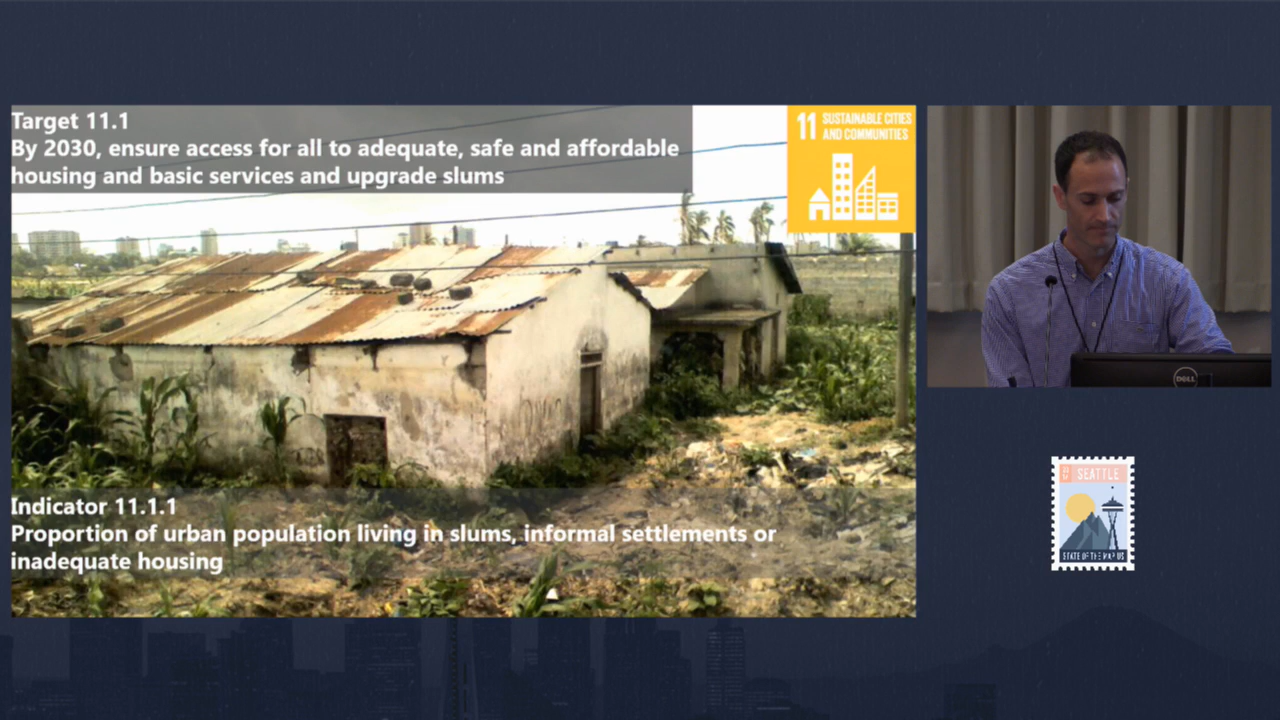 Target 11.1
By 2030, ensure access for all to adequate, safe and affordable
housing and basic services and upgrade slums
11 SUSTAINABLE CITIES
AND COMMUNITIES
Indicator 11.1.1
Proportion of urban population living in slums, informal settlements or
inadequate housing
DELL
SEATTLE
STATE OF THE MAP US